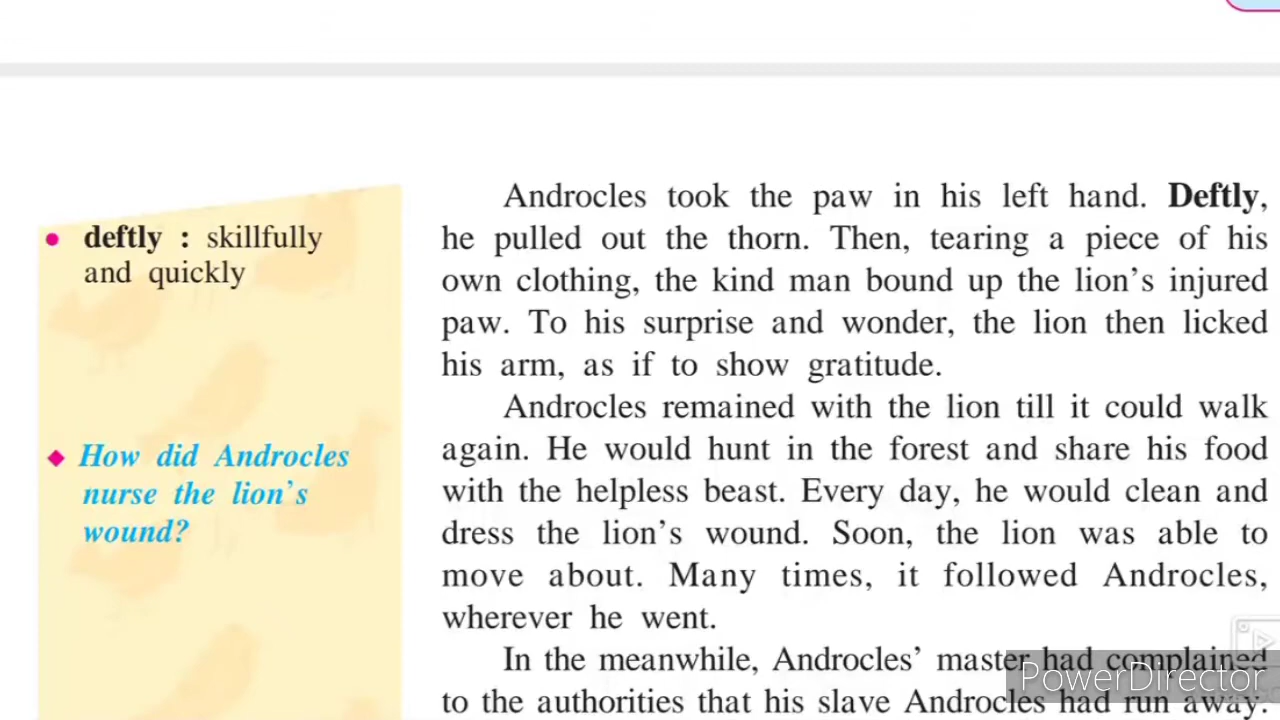 deftly : skillfully
and quickly
How did Androcles
nurse the lion's
wound?
Androcles took the paw in his left hand. Deftly,
he pulled out the thorn. Then, tearing a piece of his
own clothing, the kind man bound up the lion's injured
paw. To his surprise and wonder, the lion then licked
his arm, as if to show gratitude.
Androcles remained with the lion till it could walk
again. He would hunt in the forest and share his food
with the helpless beast. Every day, he would clean and
dress the lion's wound. Soon, the lion was able to
move about. Many times, it followed Androcles,
wherever he went.
In the meanwhile, Androcles' master had complained
to the authorities that his slave Androcles had run away.
PowerDirector